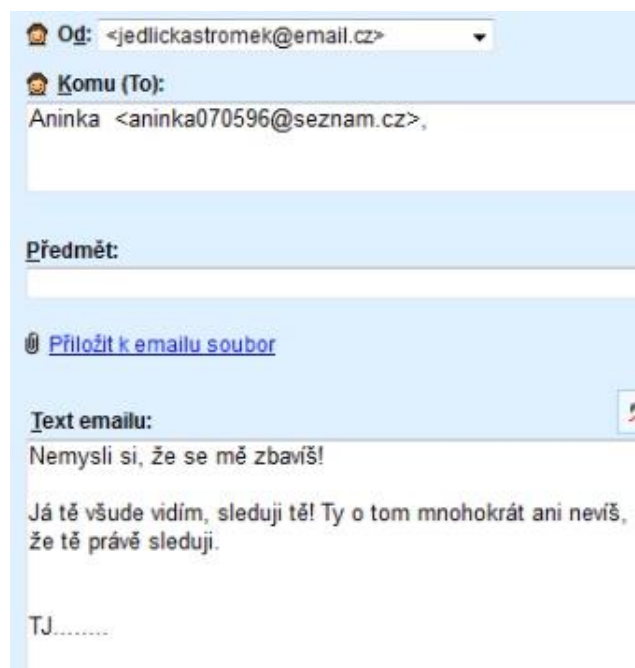 Od: <jedlickastromek@email.cz>
Komu (To):
Aninka <aninka070596@seznam.cz>,
Předmět:
Přiložit k emailu soubor
Text emailu:
Nemysli si, že se mě zbavíš!
Já tě všude vidím, sleduji tě! Ty o tom mnohokrát ani nevíš,
že tě právě sleduji.
TJ........